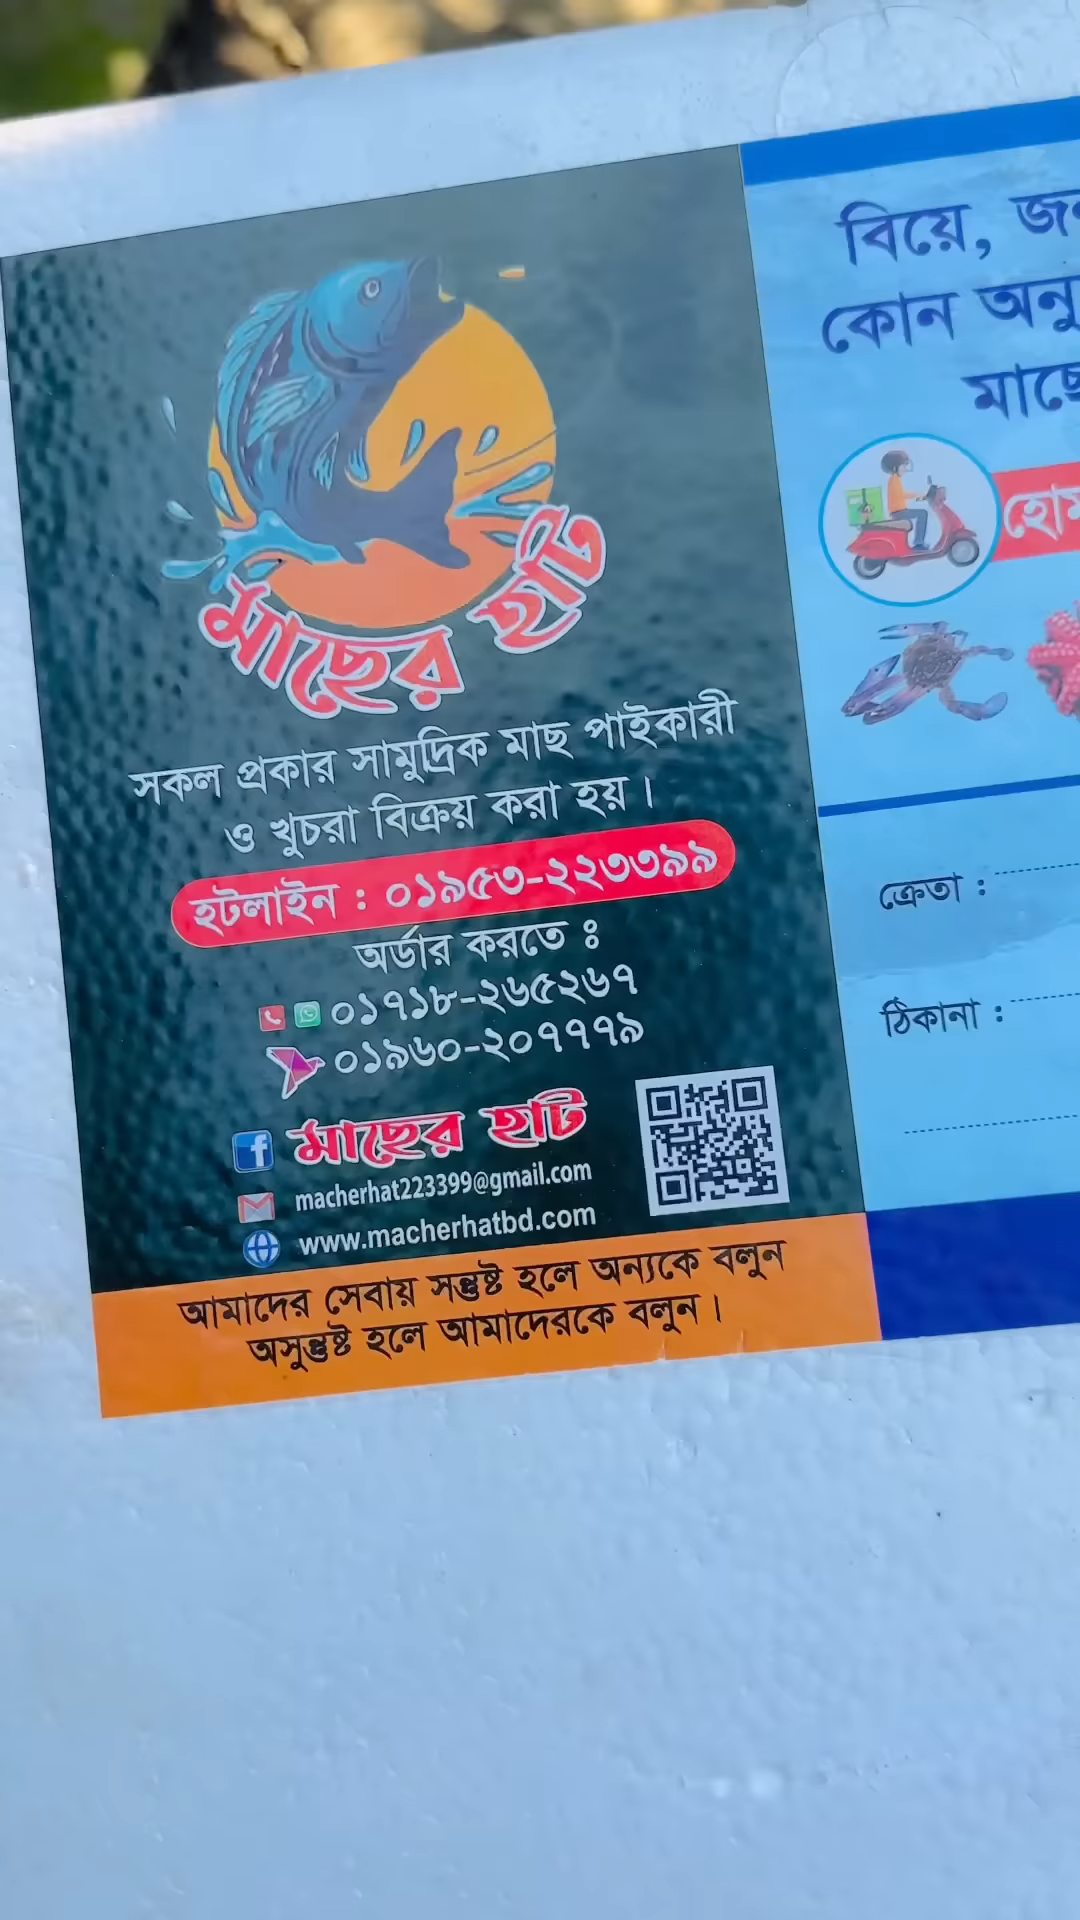 মাছের হাট
সকল প্রকার সামুদ্রিক মাছ পাইকারী
ও খুচরা বিক্রয় করা হয়।
হটলাইন : ০১৯৫৩-২২৩৩৯৯
অর্ডার করতে ঃ
০১৭১৮-২৬৫২৬৭
০১৯৬০-২০৭৭৭৯
মাছের হাট
macherhat223399@gmail.com
www.macherhatbd.com
আমাদের সেবায় সন্তুষ্ট হলে অন্যকে বলুন
অসুন্তুষ্ট হলে আমাদেরকে বলুন।
বিয়ে,
কোন
ক্রেতা :
ঠিকানা :